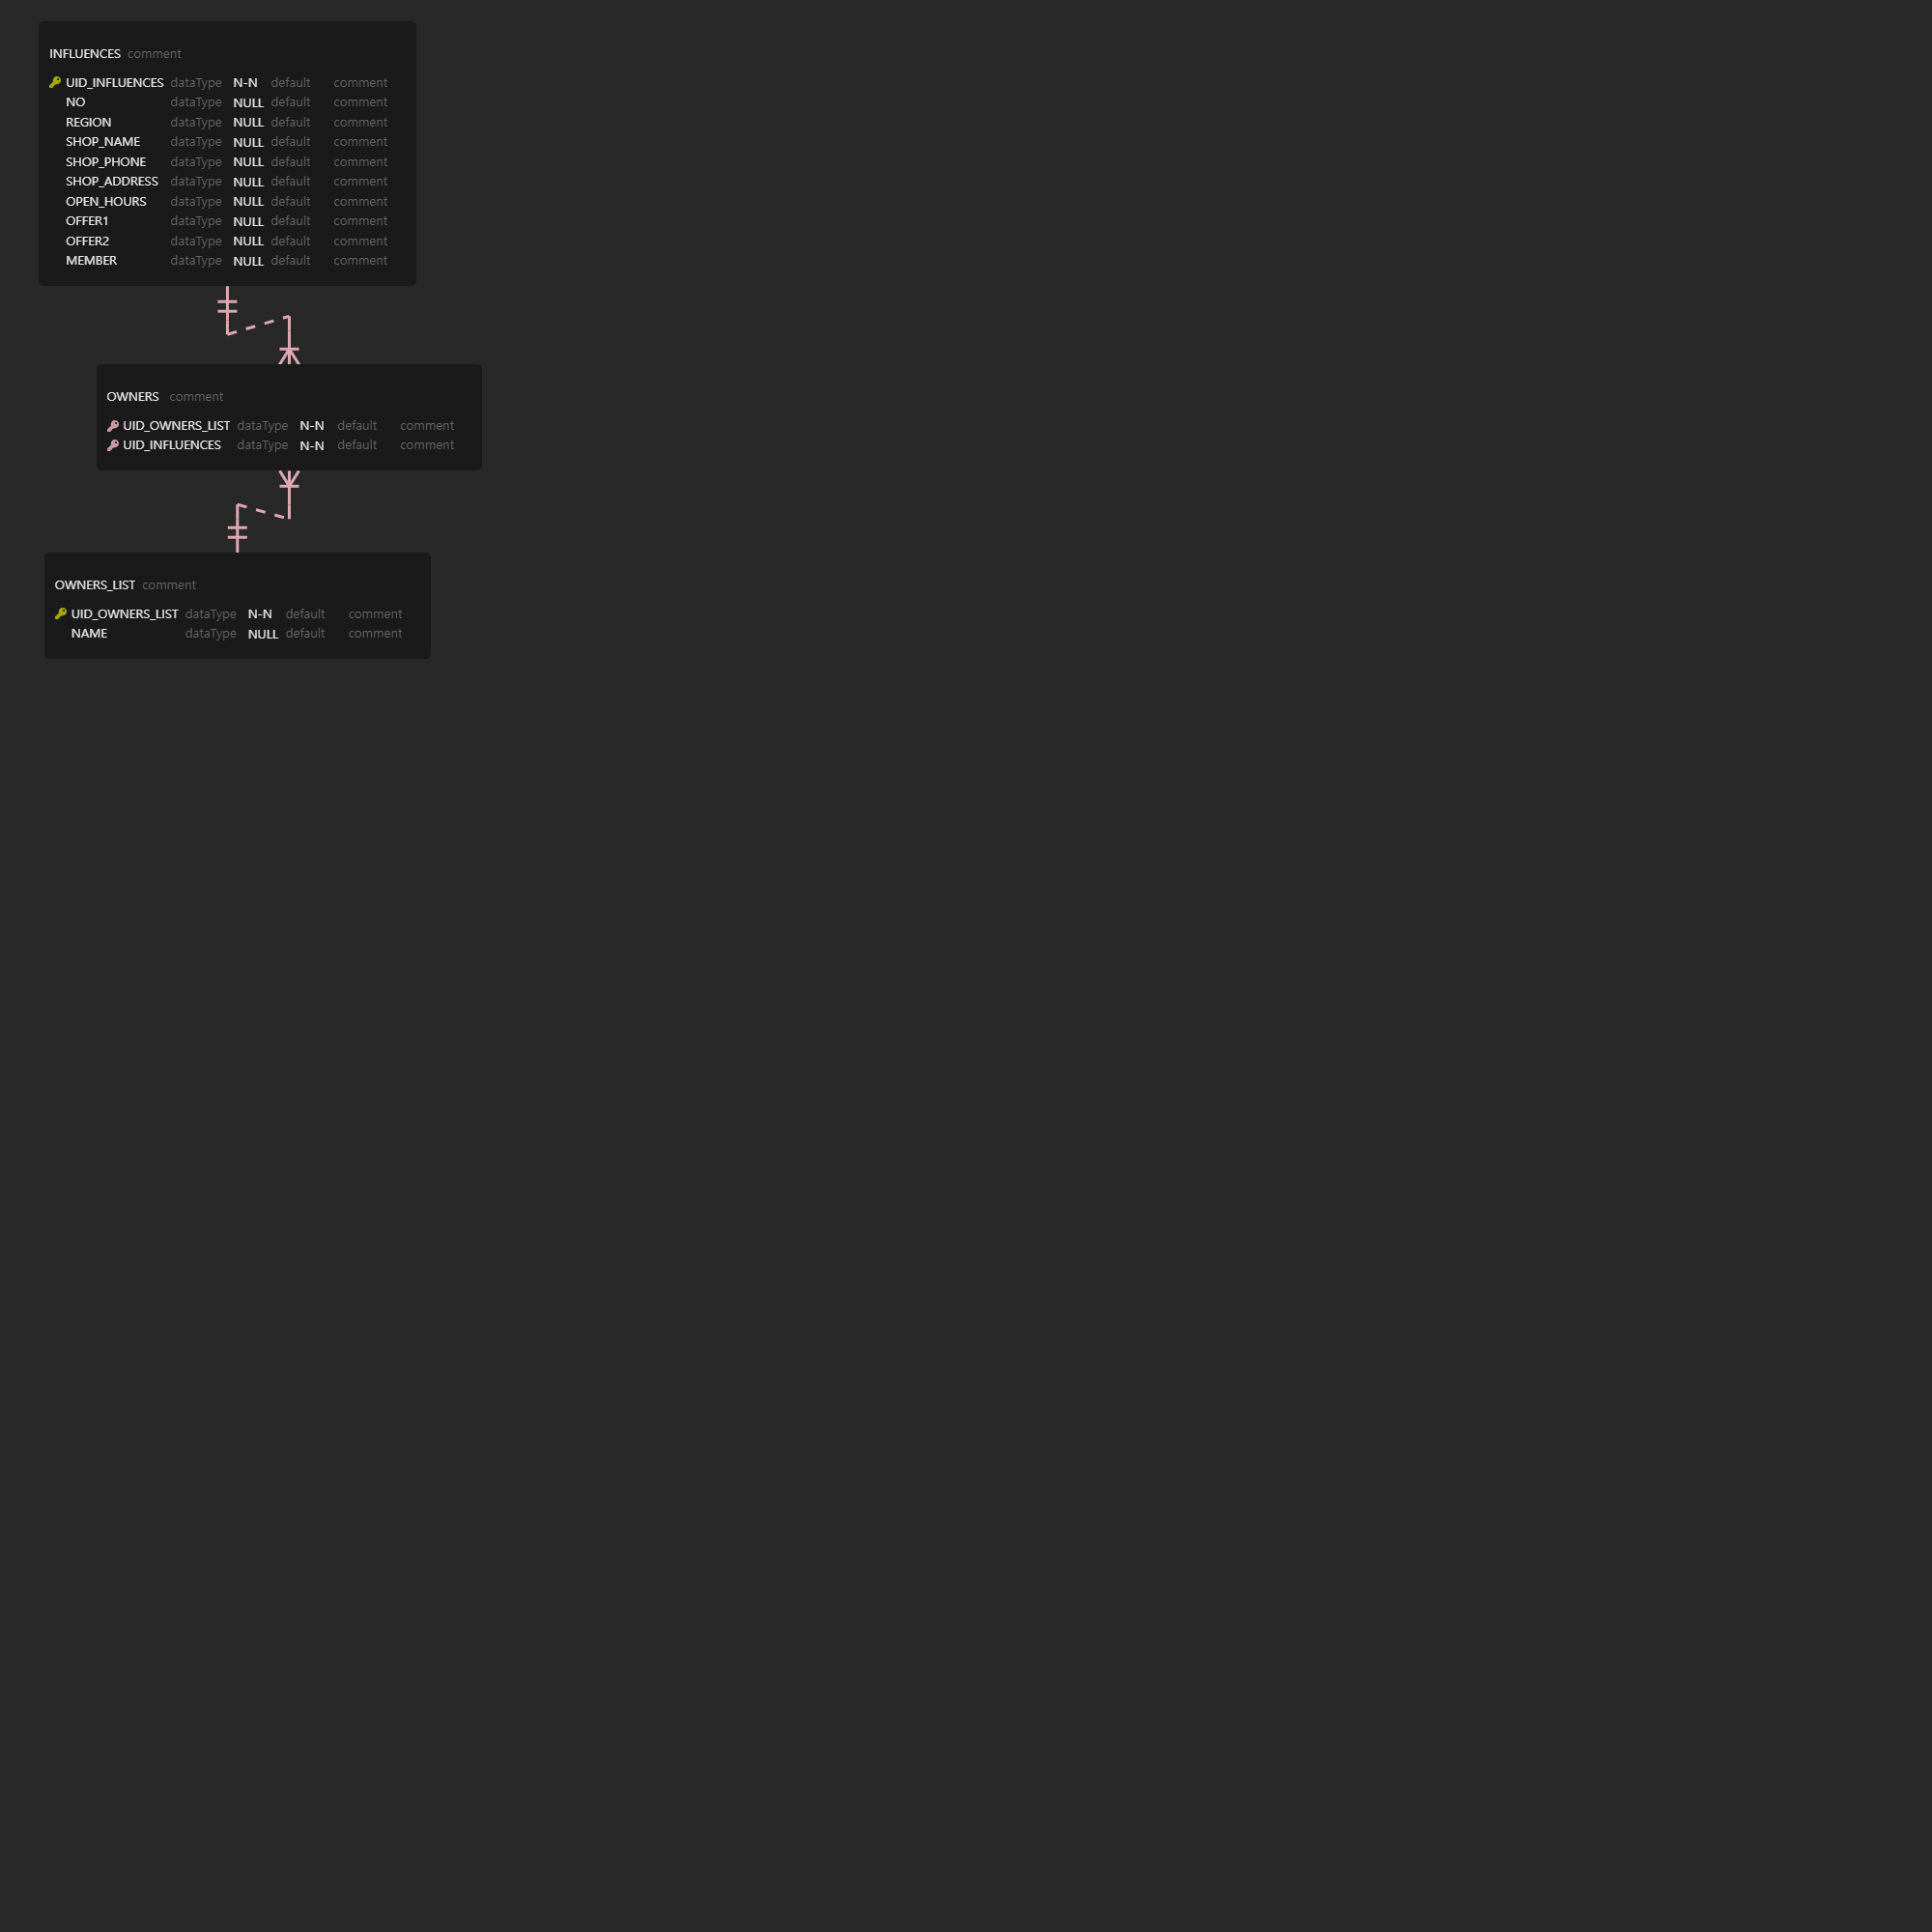 INFLUENCES comment
UID_INFLUENCES dataType N-N default comment
NO dataType NULL default comment
REGION dataType NULL default comment
SHOP_NAME dataType NULL default comment
SHOP_PHONE dataType NULL default comment
SHOP_ADDRESS dataType NULL default comment
OPEN_HOURS dataType NULL default comment
OFFER1 dataType NULL default comment
OFFER2 dataType NULL default comment
MEMBER dataType NULL default comment
OWNERS comment
UID_OWNERS_LIST dataType N-N default comment
UID_INFLUENCES dataType N-N default comment
OWNERS_LIST comment
UID_OWNERS_LIST dataType N-N default comment
NAME dataType NULL default comment